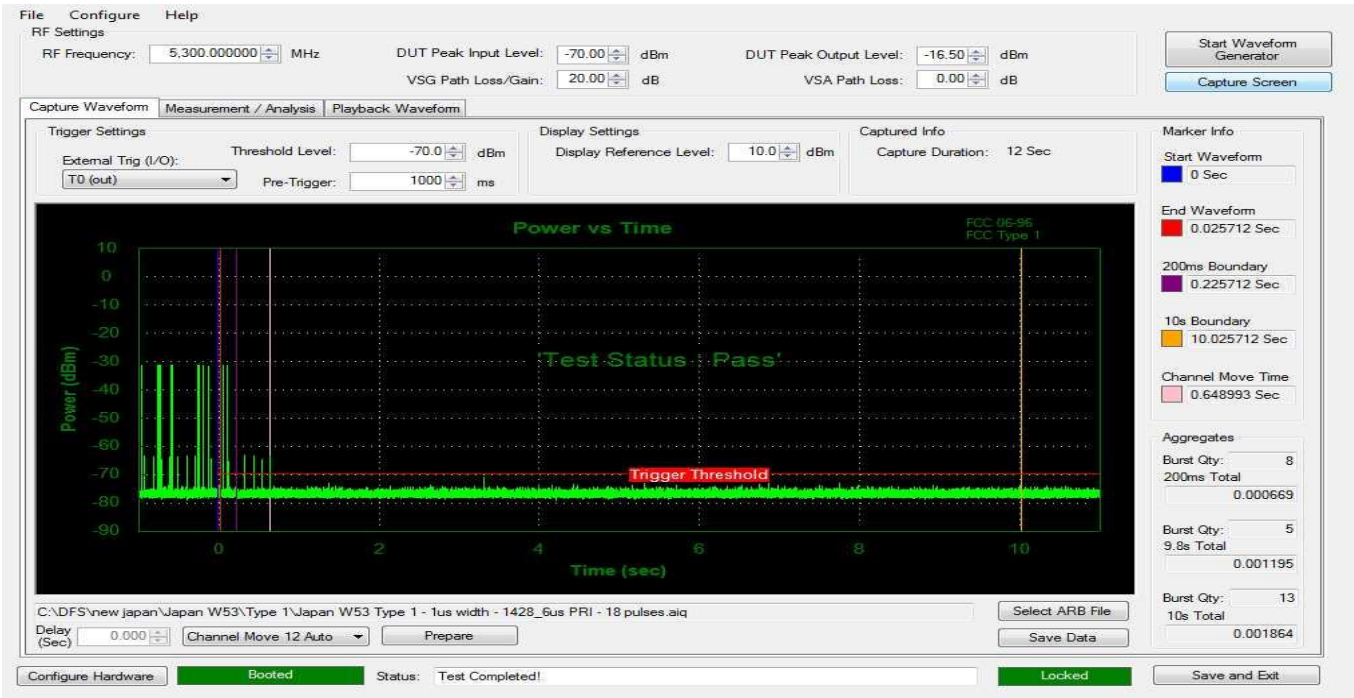 File Configure Help
RF Settings
RF Frequency: 5,300.000000 MHz
DUT Peak Input Level: -70.00 dBm
DUT Peak Output Level: -16.50 dBm
VSG Path Loss/Gain: 20.00 dB
VSA Path Loss: 0.00 dB
Start Waveform
Generator
Capture Screen
Capture Waveform Measurement / Analysis Playback Waveform
Trigger Settings
External Trig (I/O):
T0 (out)
Threshold Level: -70.0 dBm
Pre-Trigger: 1000 ms
Display Settings
Display Reference Level: 10.0 dBm
Captured Info
Capture Duration: 12 Sec
Power vs Time
FCC 06-96
FCC Type 1
10
0
-10
-20
-30
-40
-50
-60
-70
-80
-90
Power (dBm)
'Test Status : Pass'
Trigger Threshold
0 2 4 6 8 10
Time (sec)
Marker Info
Start Waveform
0 Sec
End Waveform
0.025712 Sec
200ms Boundary
0.225712 Sec
10s Boundary
10.025712 Sec
Channel Move Time
0.648993 Sec
Aggregates
Burst Qty: 8
200ms Total
0.000669
Burst Qty: 5
9.8s Total
0.001195
Burst Qty: 13
10s Total
0.001864
C:\DFS\new japan\Japan W53\Type 1\Japan W53 Type 1 - 1us width - 1428_6us PRI - 18 pulses.aiq
Select ARB File
Delay
(Sec) 0.000 Channel Move 12 Auto Prepare
Save Data
Configure Hardware Booted Status: Test Completed! Locked Save and Exit